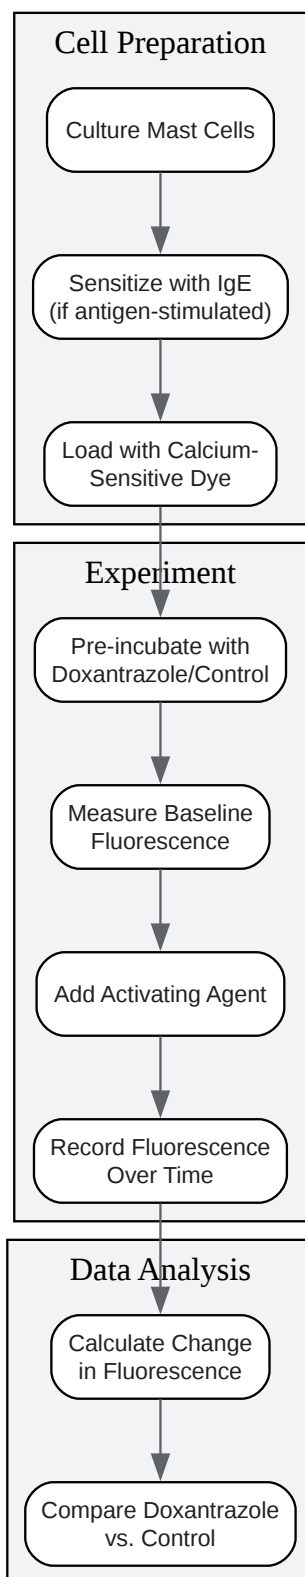 Cell Preparation
Culture Mast Cells
Sensitize with IgE
(if antigen-stimulated)
Load with Calcium-
Sensitive Dye
Experiment
Pre-incubate with
Doxantrazole/Control
Measure Baseline
Fluorescence
Add Activating Agent
Record Fluorescence
Over Time
Data Analysis
Calculate Change
in Fluorescence
Compare Doxantrazole
vs. Control